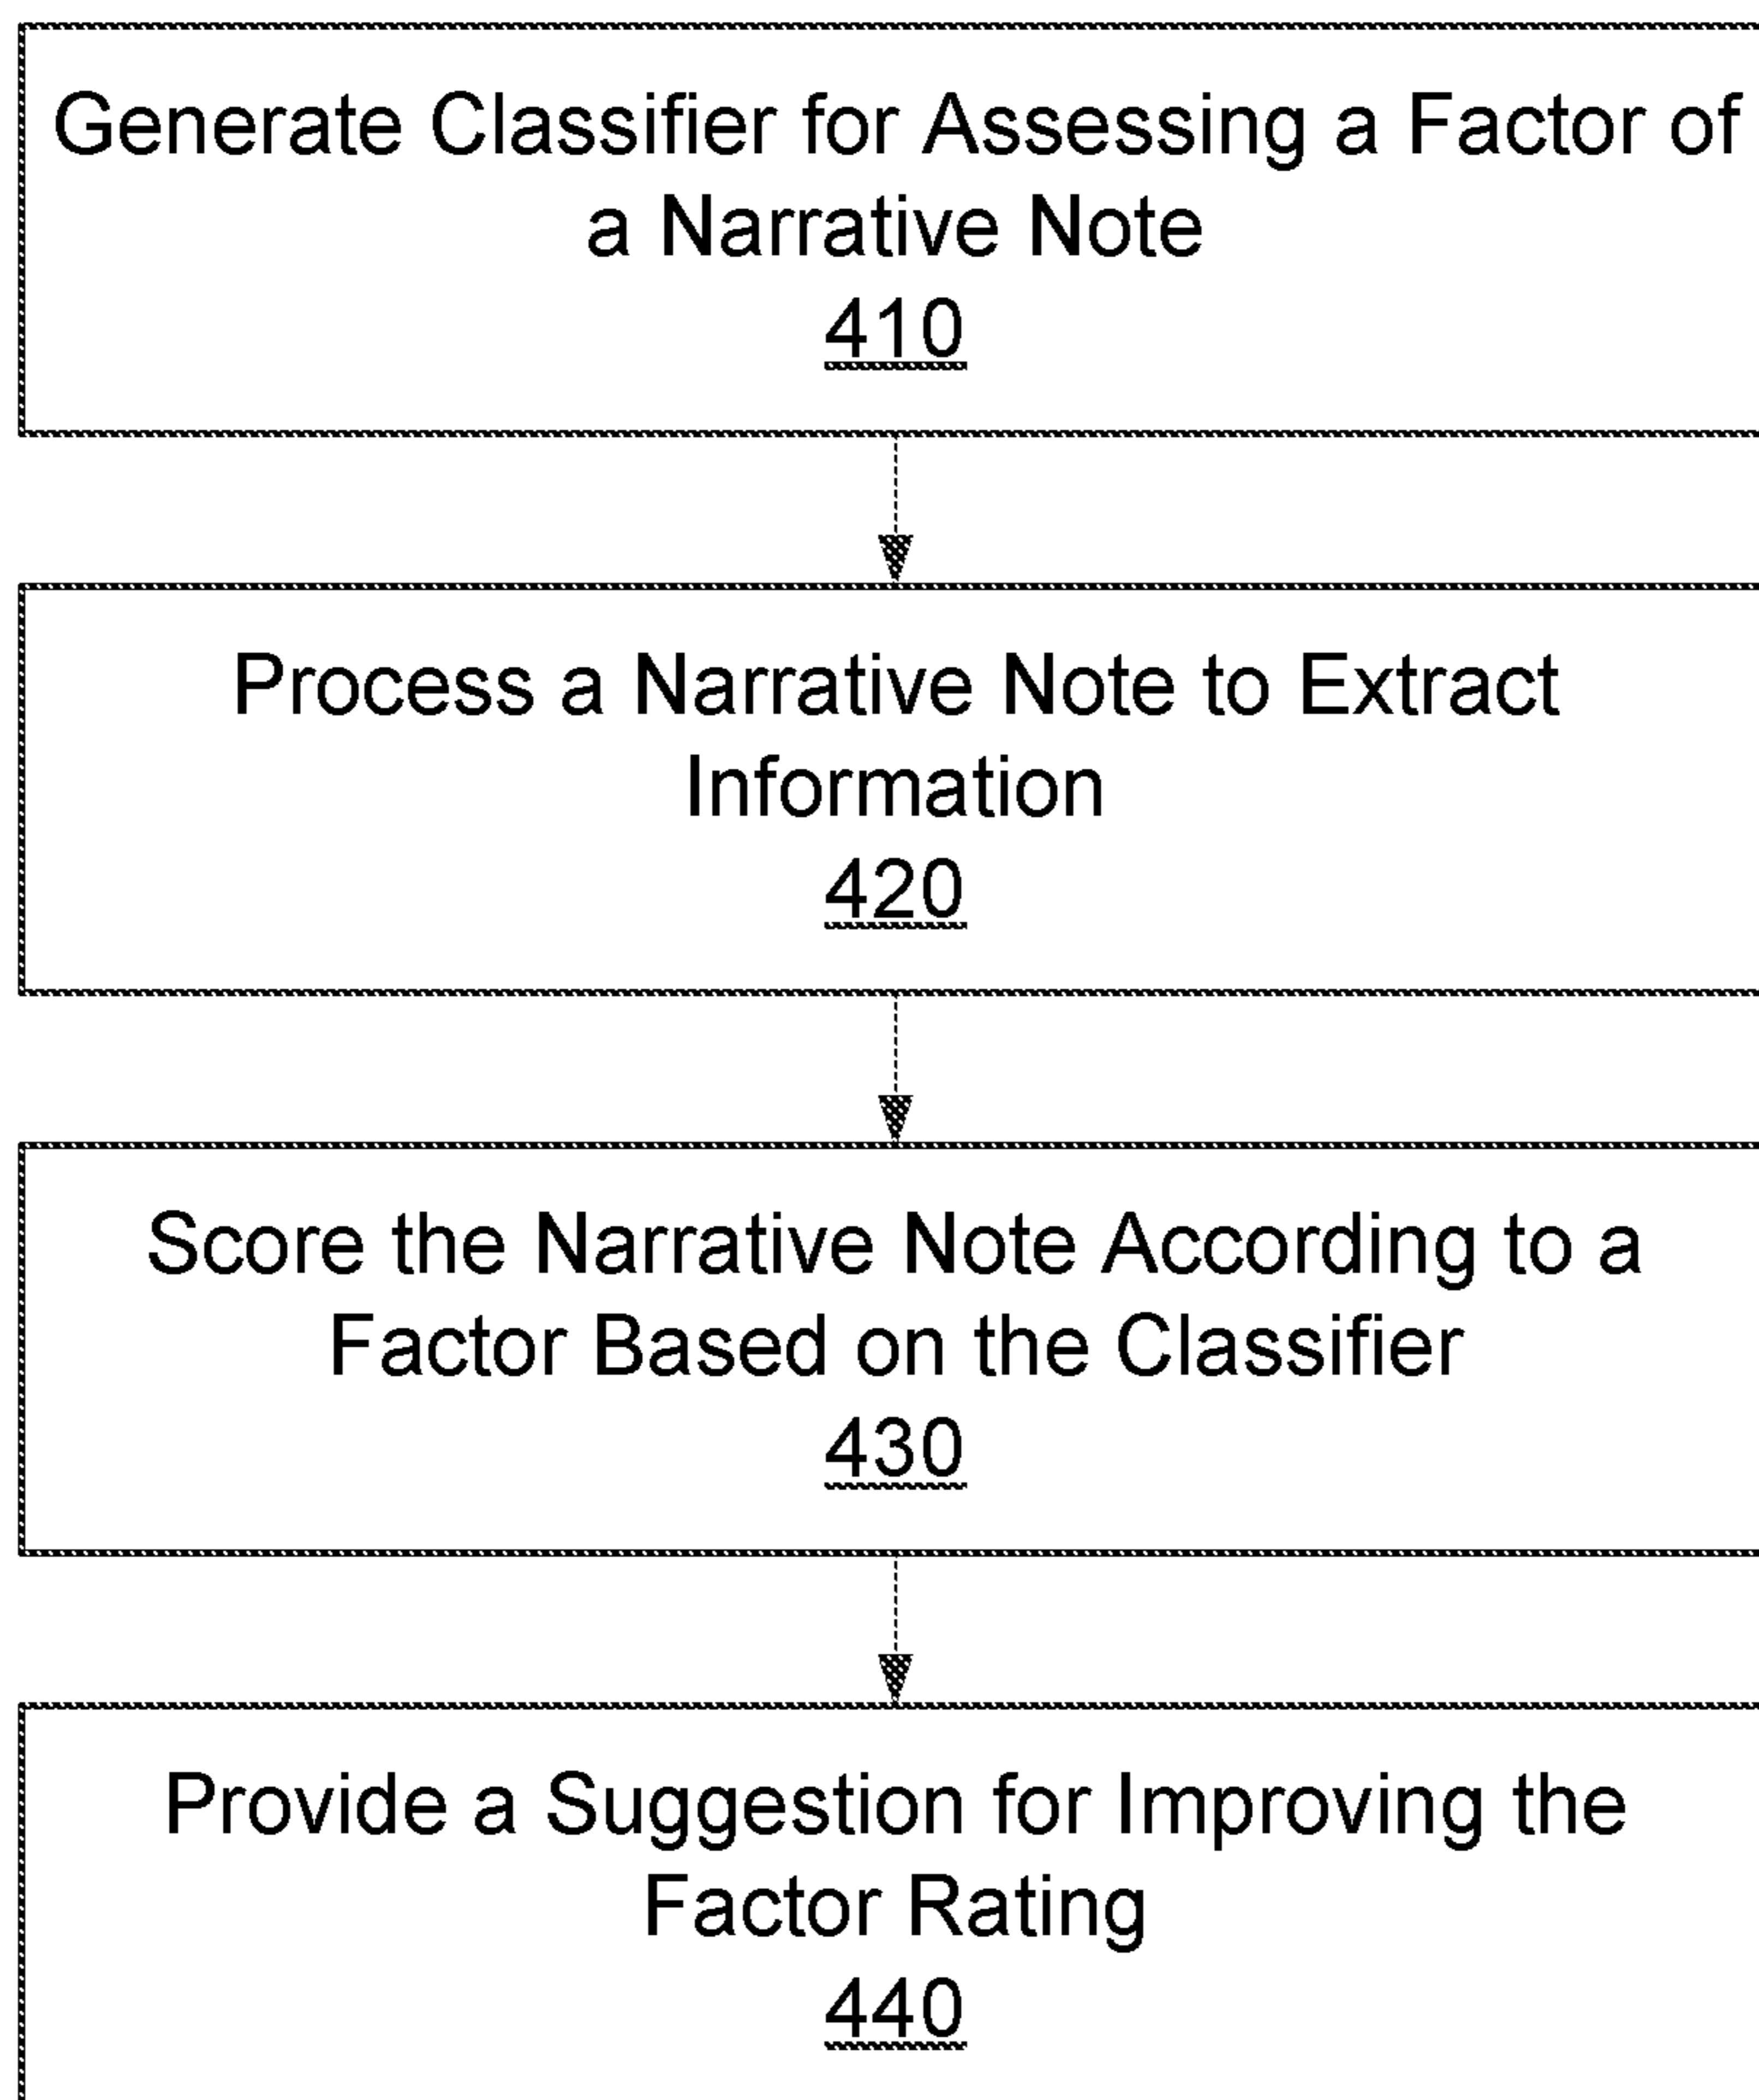 Generate Classifier for Assessing a Factor of
a Narrative Note
410
Process a Narrative Note to Extract
Information
420
Score the Narrative Note According to a
Factor Based on the Classifier
430
Provide a Suggestion for Improving the
Factor Rating
440